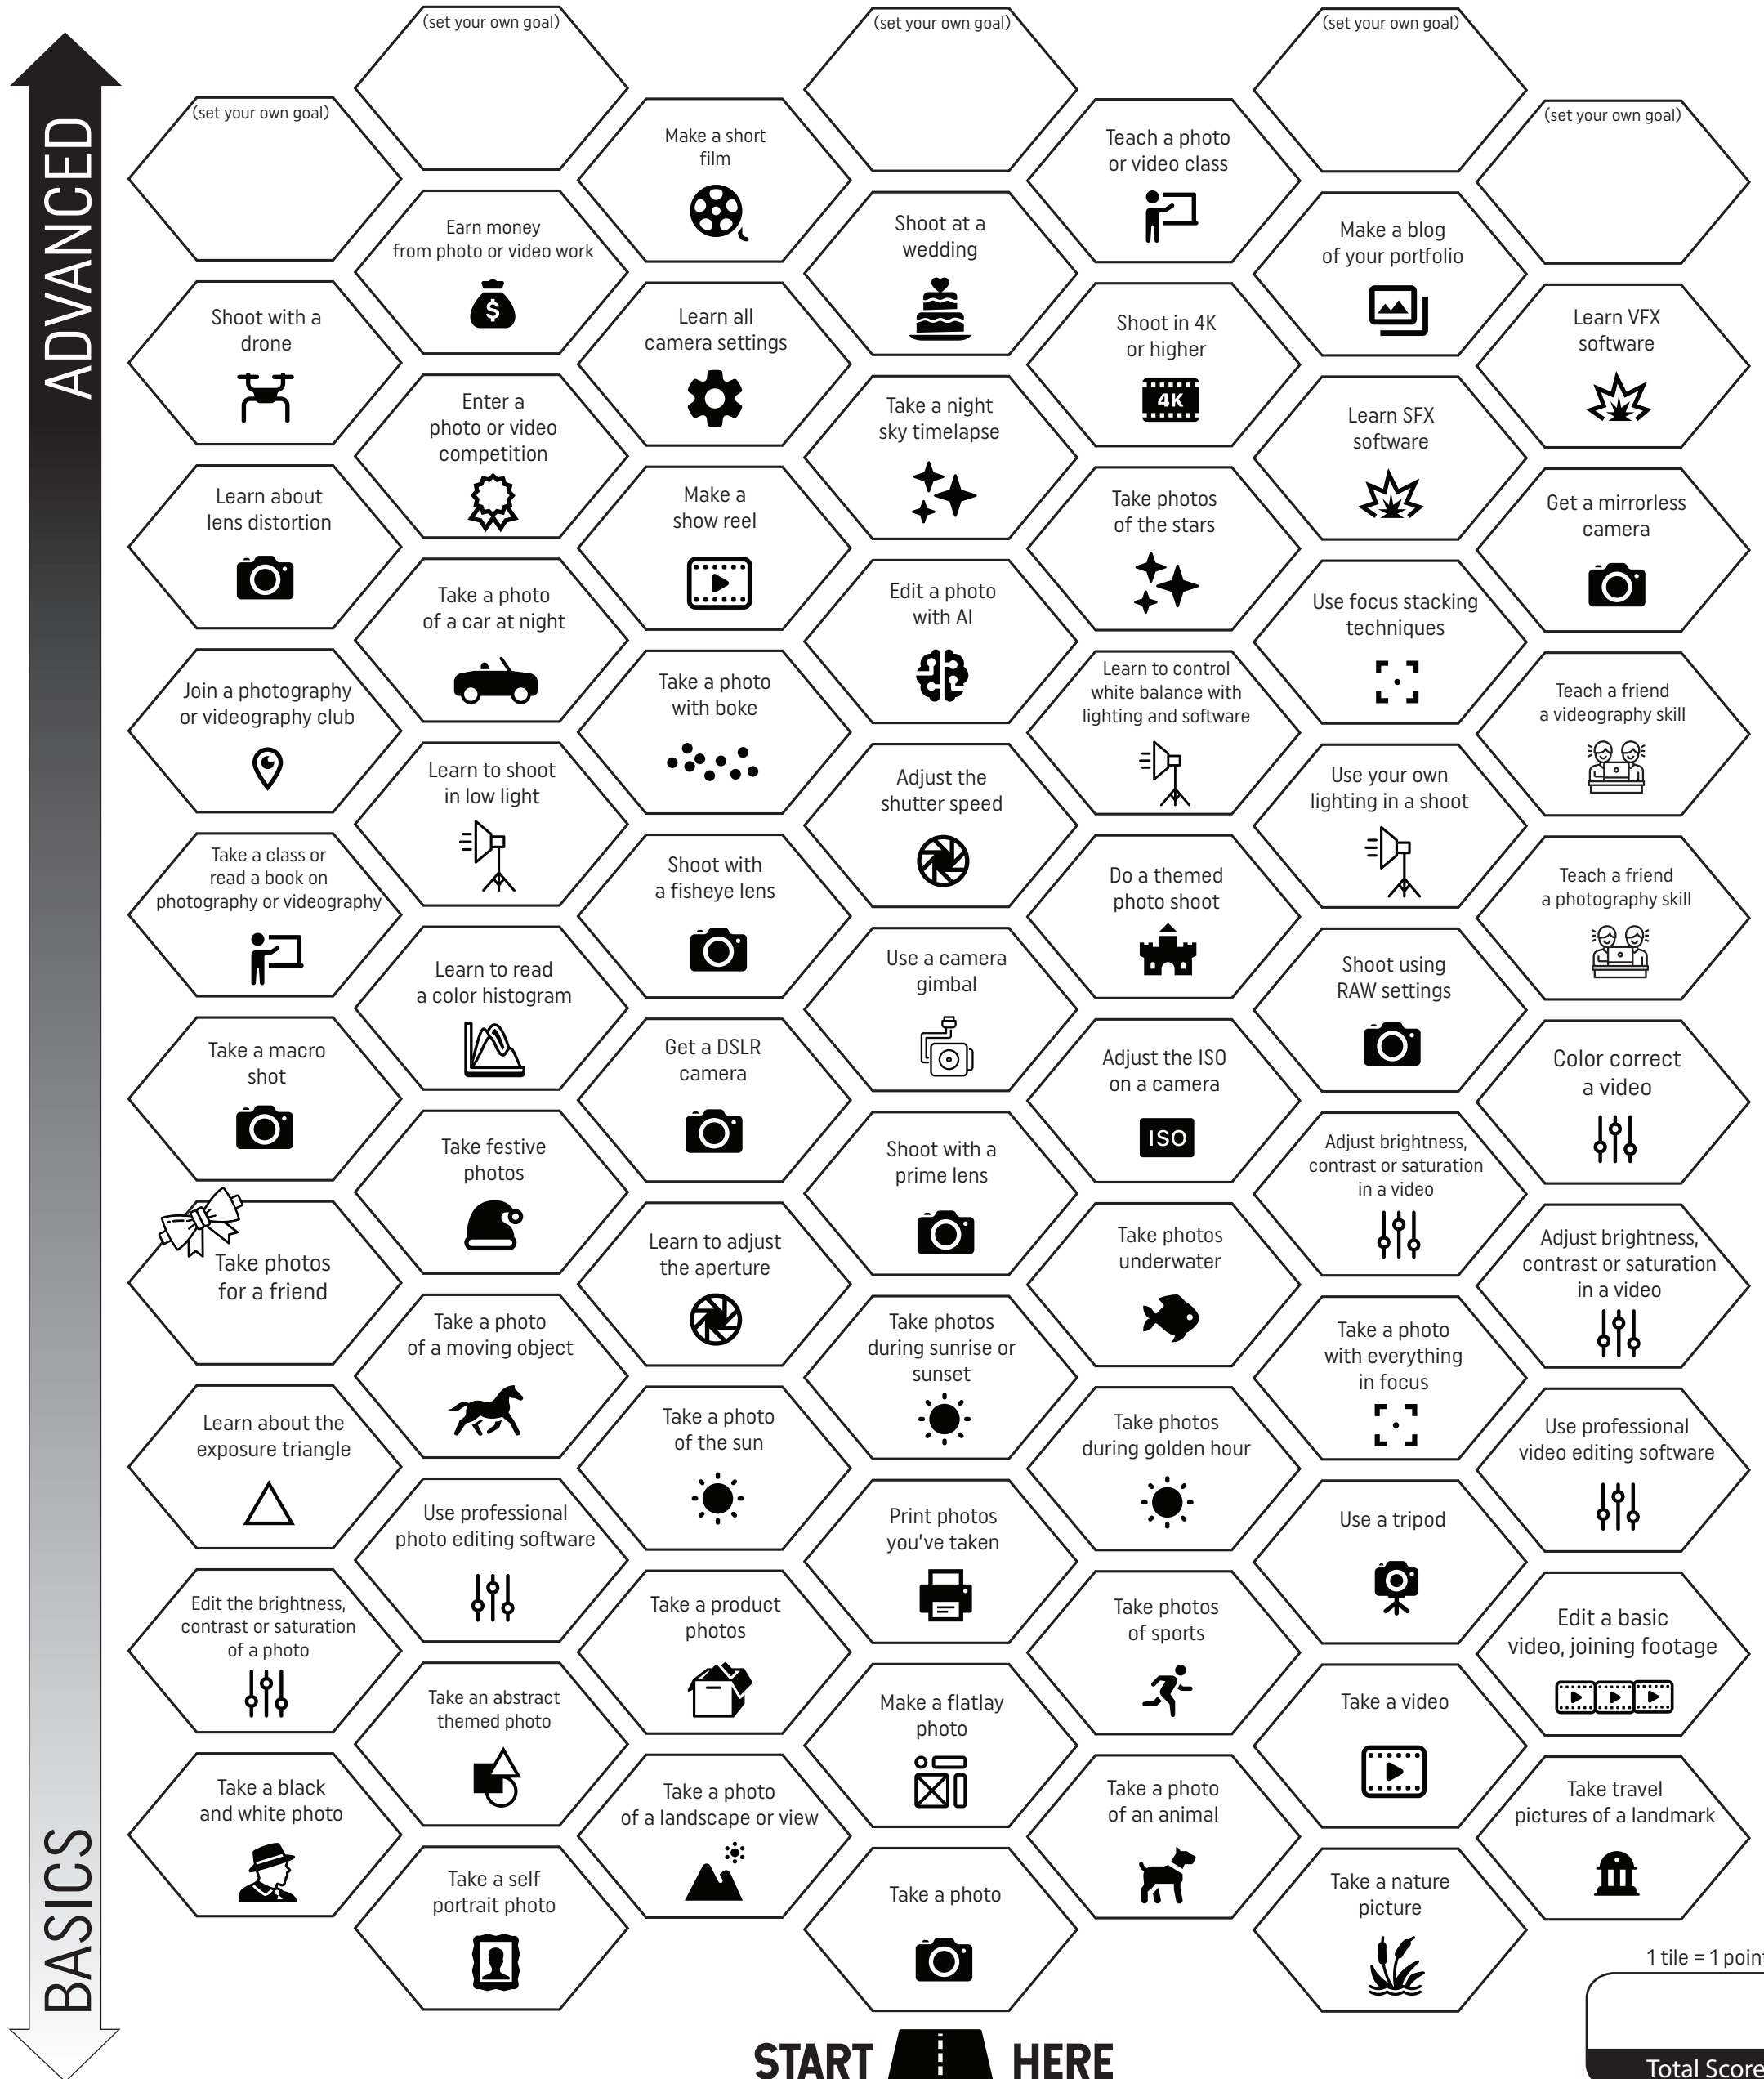 (set your own goal)
(set your own goal)
(set your own goal)
(set your own goal)
(set your own goal)
ADVANCED
Make a short
film
Teach a photo
or video class
Earn money
from photo or video work
Shoot at a
wedding
Make a blog
of your portfolio
Shoot with a
drone
$
Learn all
camera settings
Shoot in 4K
or higher
4K
Learn VFX
software
Enter a
photo or video
competition
Take a night
sky timelapse
Learn SFX
software
Learn about
lens distortion
Make a
show reel
Take photos
of the stars
Get a mirrorless
camera
Take a photo
of a car at night
Edit a photo
with AI
Use focus stacking
techniques
Join a photography
or videography club
Take a photo
with boke
Learn to control
white balance with
lighting and software
Teach a friend
a videography skill
Learn to shoot
in low light
Adjust the
shutter speed
Use your own
lighting in a shoot
Take a class or
read a book on
photography or videography
Shoot with
a fisheye lens
Do a themed
photo shoot
Teach a friend
a photography skill
Learn to read
a color histogram
Use a camera
gimbal
Shoot using
RAW settings
Take a macro
shot
Get a DSLR
camera
Adjust the ISO
on a camera
ISO
Color correct
a video
Take festive
photos
Shoot with a
prime lens
Adjust brightness,
contrast or saturation
in a video
Take photos
for a friend
Learn to adjust
the aperture
Take photos
underwater
Adjust brightness,
contrast or saturation
in a video
Take a photo
of a moving object
Take photos
during sunrise or
sunset
Take a photo
with everything
in focus
Learn about the
exposure triangle
Take a photo
of the sun
Take photos
during golden hour
Use professional
video editing software
Use professional
photo editing software
Print photos
you've taken
Use a tripod
Edit the brightness,
contrast or saturation
of a photo
Take a product
photos
Take photos
of sports
Edit a basic
video, joining footage
Take an abstract
themed photo
Make a flatlay
photo
Take a video
Take a black
and white photo
Take a photo
of a landscape or view
Take a photo
of an animal
Take travel
pictures of a landmark
BASICS
Take a self
portrait photo
Take a photo
Take a nature
picture
1 tile = 1 point
START HERE
Total Score